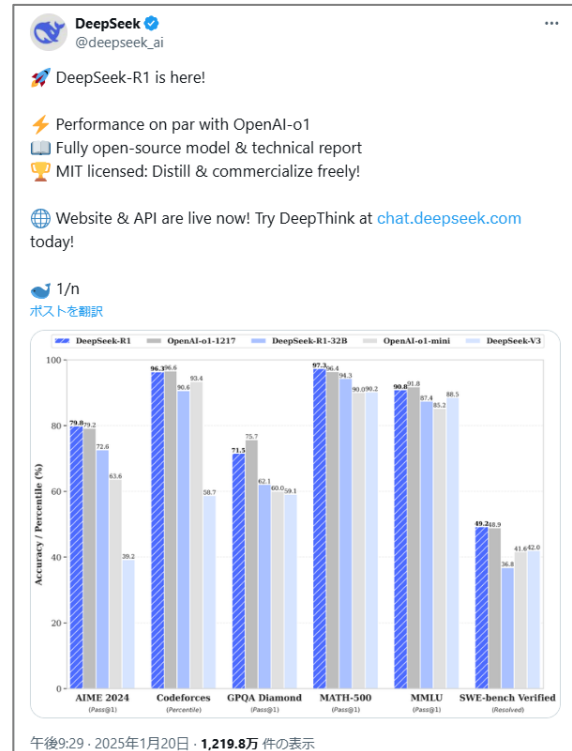 DeepSeek
@deepseek_ai
🚀 DeepSeek-R1 is here!
⚡ Performance on par with OpenAI-o1
📖 Fully open-source model & technical report
🏆 MIT licensed: Distill & commercialize freely!
🌐 Website & API are live now! Try DeepThink at chat.deepseek.com
today!
🐋 1/n
ポストを翻訳
DeepSeek-R1 OpenAI-o1-1217 DeepSeek-R1-32B OpenAI-o1-mini DeepSeek-V3
Accuracy / Percentile (%)
100
80
60
40
20
0
79.8 79.2 72.6 63.6 39.2
96.3 96.6 90.6 93.4 58.7
71.5 75.7 62.1 60.0 59.1
97.3 96.4 94.3 90.0 90.2
90.8 91.8 87.4 85.2 88.5
49.2 48.9 36.8 41.6 42.0
AIME 2024 Codeforces GPQA Diamond MATH-500 MMLU SWE-bench Verified
(Pass@1) (Percentile) (Pass@1) (Pass@1) (Pass@1) (Resolved)
午後9:29 · 2025年1月20日 · 1,219.8万 件の表示